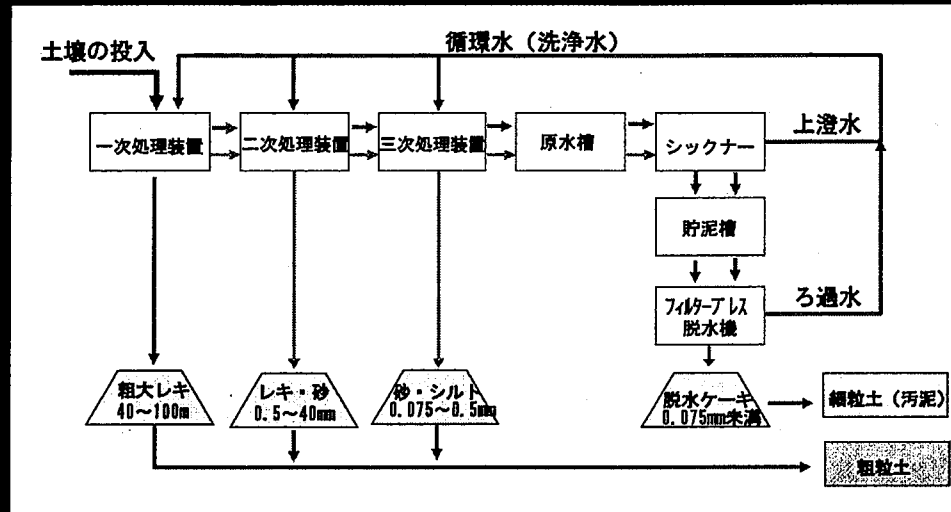 循環水（洗浄水）
土壌の投入
一次処理装置
二次処理装置
三次処理装置
原水槽
シックナー
上澄水
貯泥槽
フィルタープレス
脱水機
ろ過水
粗大レキ
40～100m
レキ・砂
0.5～40mm
砂・シルト
0.075～0.5mm
脱水ケーキ
0.075mm未満
細粒土（汚泥）
粗粒土